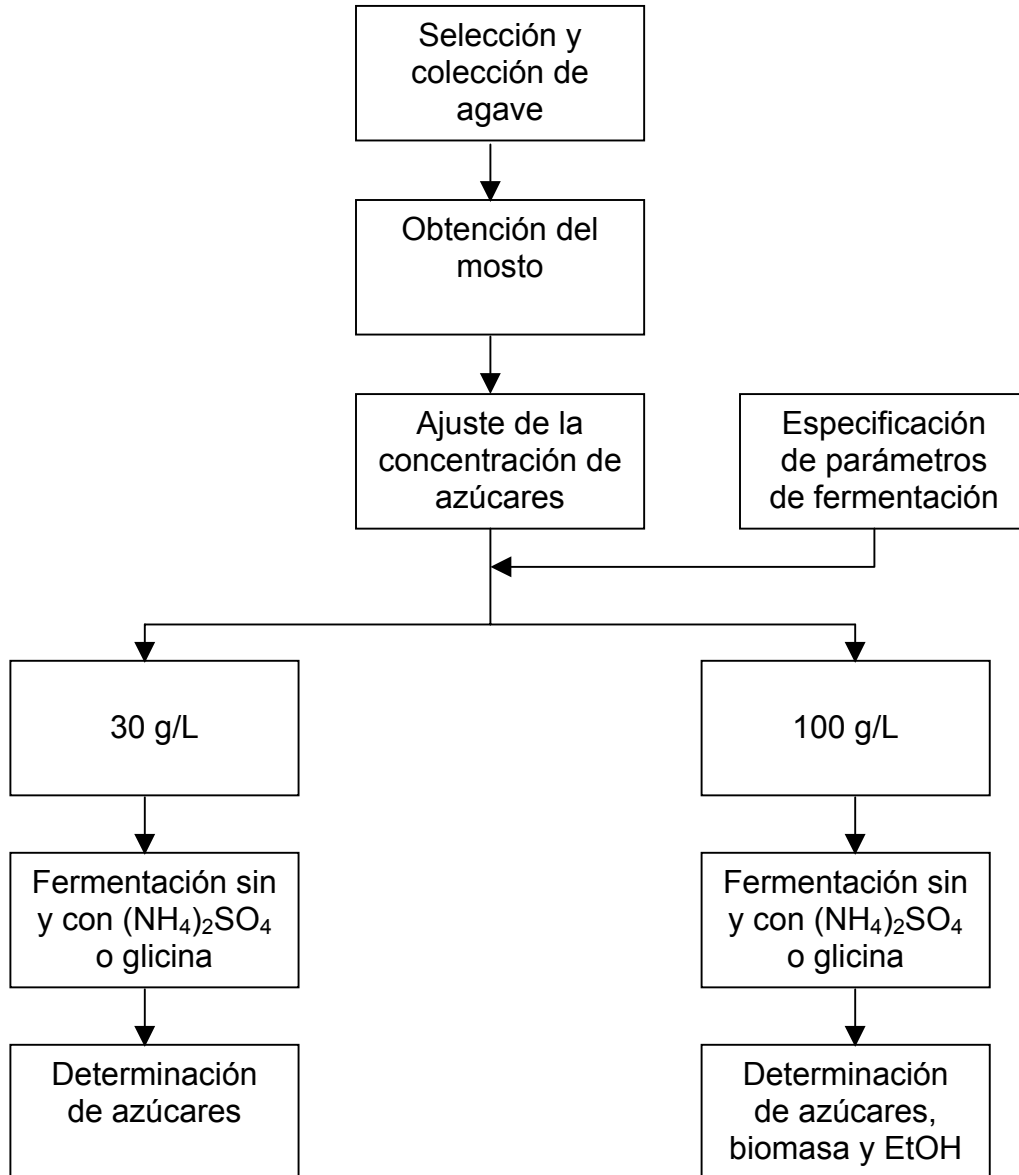 Selección y
colección de
agave
Obtención del
mosto
Ajuste de la
concentración de
azúcares
Especificación
de parámetros
de fermentación
30 g/L
100 g/L
Fermentación sin
y con (NH₄)₂SO₄
o glicina
Fermentación sin
y con (NH₄)₂SO₄
o glicina
Determinación
de azúcares
Determinación
de azúcares,
biomasa y EtOH